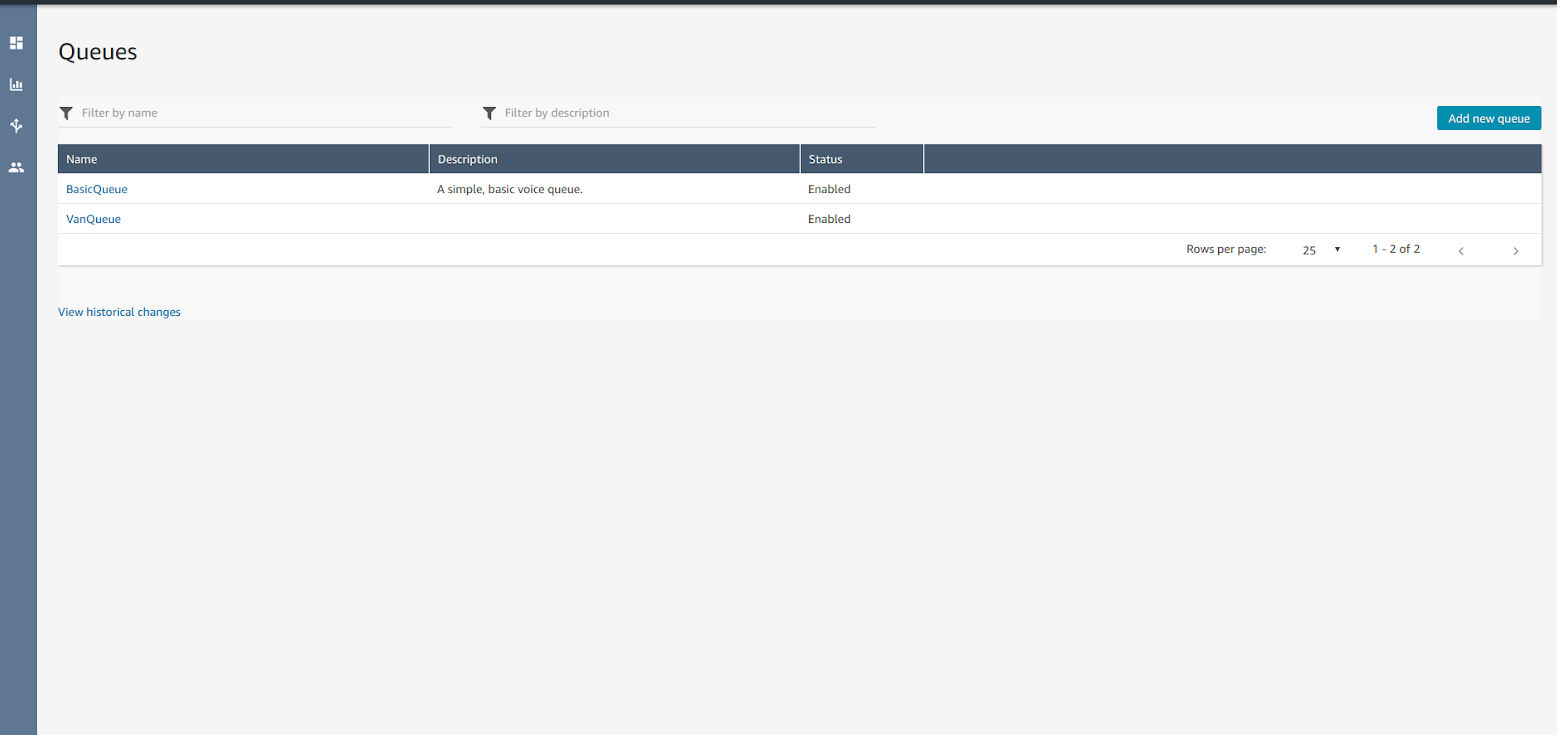 Queues
Filter by name Filter by description Add new queue
Name Description Status
BasicQueue A simple, basic voice queue. Enabled
VanQueue Enabled
Rows per page: 25 1 - 2 of 2
View historical changes